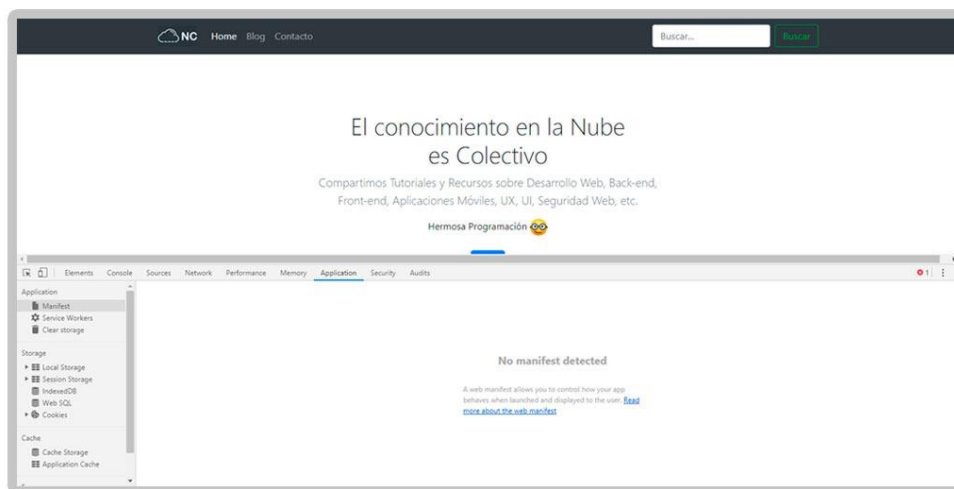 NC Home Blog Contacto Buscar... Buscar
El conocimiento en la Nube
es Colectivo
Compartimos Tutoriales y Recursos sobre Desarrollo Web, Back-end,
Front-end, Aplicaciones Móviles, UX, UI, Seguridad Web, etc.
Hermosa Programación
Elements Console Sources Network Performance Memory Application Security Audits 1
Application
Manifest
Service Workers
Clear storage
Storage
Local Storage
Session Storage
IndexedDB
Web SQL
Cookies
Cache
Cache Storage
Application Cache
No manifest detected
A web manifest allows you to control how your app
behaves when launched and displayed to the user. Read
more about the web manifest